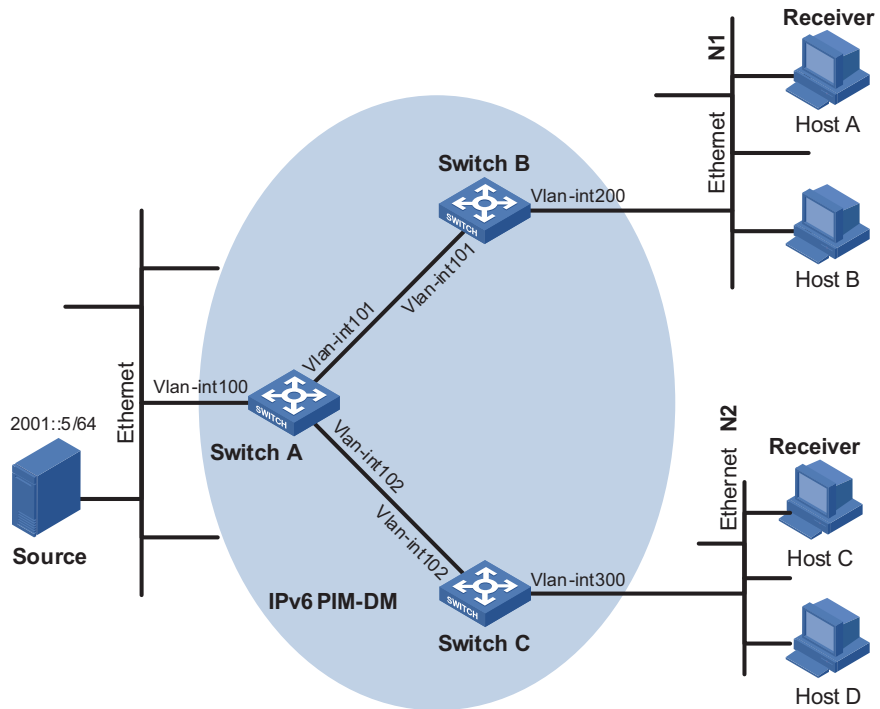 Receiver
N1
Host A
Ethernet
Switch B
SWITCH
Vlan-int200
Host B
Vlan-int101
Vlan-int101
Vlan-int100
2001::5/64
Ethernet
SWITCH
Switch A
Source
Vlan-int102
Vlan-int102
N2
Receiver
Ethernet
Host C
IPv6 PIM-DM
SWITCH
Switch C
Vlan-int300
Host D